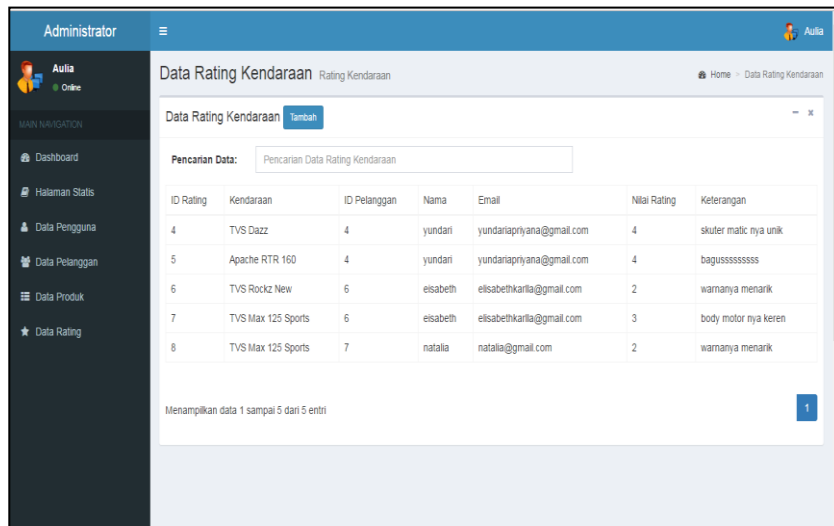 Administrator
Aulia
Aulia
Online
MAIN NAVIGATION
Dashboard
Halaman Statis
Data Pengguna
Data Pelanggan
Data Produk
Data Rating
Data Rating Kendaraan Rating Kendaraan
Home > Data Rating Kendaraan
Data Rating Kendaraan Tambah
Pencarian Data: Pencarian Data Rating Kendaraan
ID Rating Kendaraan ID Pelanggan Nama Email Nilai Rating Keterangan
4 TVS Dazz 4 yundari yundariapriyana@gmail.com 4 skuter matic nya unik
5 Apache RTR 160 4 yundari yundariapriyana@gmail.com 4 bagusssssssss
6 TVS Rockz New 6 eisabeth elisabethkarlla@gmail.com 2 warnanya menarik
7 TVS Max 125 Sports 6 eisabeth elisabethkarlla@gmail.com 3 body motor nya keren
8 TVS Max 125 Sports 7 natalia natalia@gmail.com 2 warnanya menarik
Menampilkan data 1 sampai 5 dari 5 entri
1